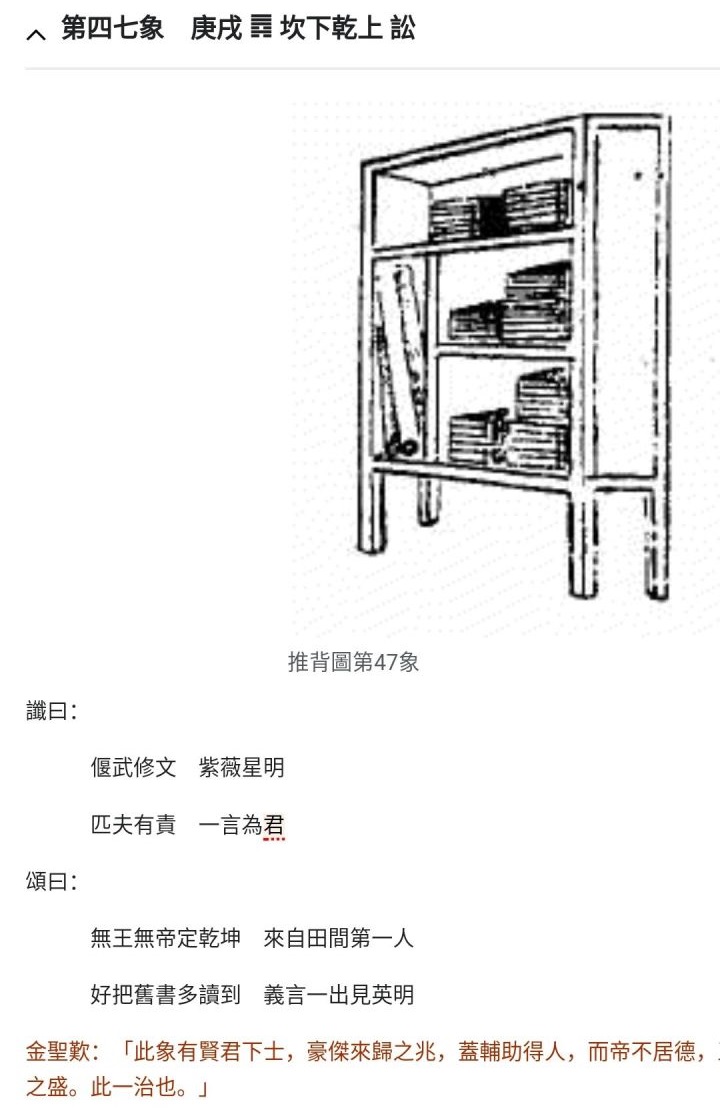 第四七象 庚戌 ䷅ 坎下乾上 訟
推背圖第47象
讖曰：
偃武修文 紫薇星明
匹夫有責 一言為君
頌曰：
無王無帝定乾坤 來自田間第一人
好把舊書多讀到 義言一出見英明
金聖歎：「此象有賢君下士，豪傑來歸之兆，蓋輔助得人，而帝不居德，
之盛。此一治也。」